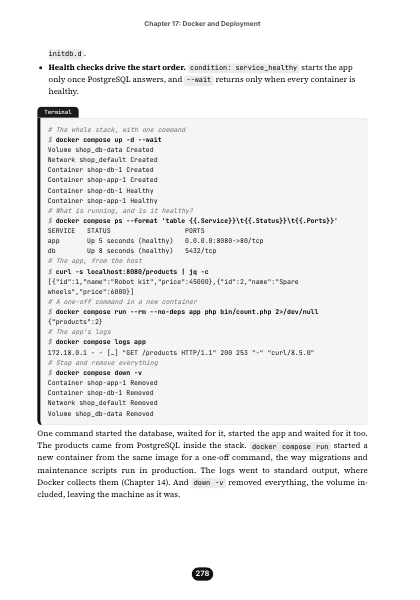 Chapter 17: Docker and Deployment
initdb.d.
• Health checks drive the start order. condition: service_healthy starts the app
only once PostgreSQL answers, and --wait returns only when every container is
healthy.
Terminal
# The whole stack, with one command
$ docker compose up -d --wait
Volume shop_db-data Created
Network shop_default Created
Container shop-db-1 Created
Container shop-app-1 Created
Container shop-db-1 Healthy
Container shop-app-1 Healthy
# What is running, and is it healthy?
$ docker compose ps --format 'table {{.Service}}\t{{.Status}}\t{{.Ports}}'
SERVICE STATUS PORTS
app Up 5 seconds (healthy) 0.0.0.0:8080->80/tcp
db Up 8 seconds (healthy) 5432/tcp
# The app, from the host
$ curl -s localhost:8080/products | jq -c
[{"id":1,"name":"Robot kit","price":45000},{"id":2,"name":"Spare
wheels","price":6000}]
# A one-off command in a new container
$ docker compose run --rm --no-deps app php bin/count.php 2>/dev/null
{"products":2}
# The app's logs
$ docker compose logs app
172.18.0.1 - - […] "GET /products HTTP/1.1" 200 253 "-" "curl/8.5.0"
# Stop and remove everything
$ docker compose down -v
Container shop-app-1 Removed
Container shop-db-1 Removed
Network shop_default Removed
Volume shop_db-data Removed
One command started the database, waited for it, started the app and waited for it too.
The products came from PostgreSQL inside the stack. docker compose run started a
new container from the same image for a one-off command, the way migrations and
maintenance scripts run in production. The logs went to standard output, where
Docker collects them (Chapter 14). And down -v removed everything, the volume in-
cluded, leaving the machine as it was.
278